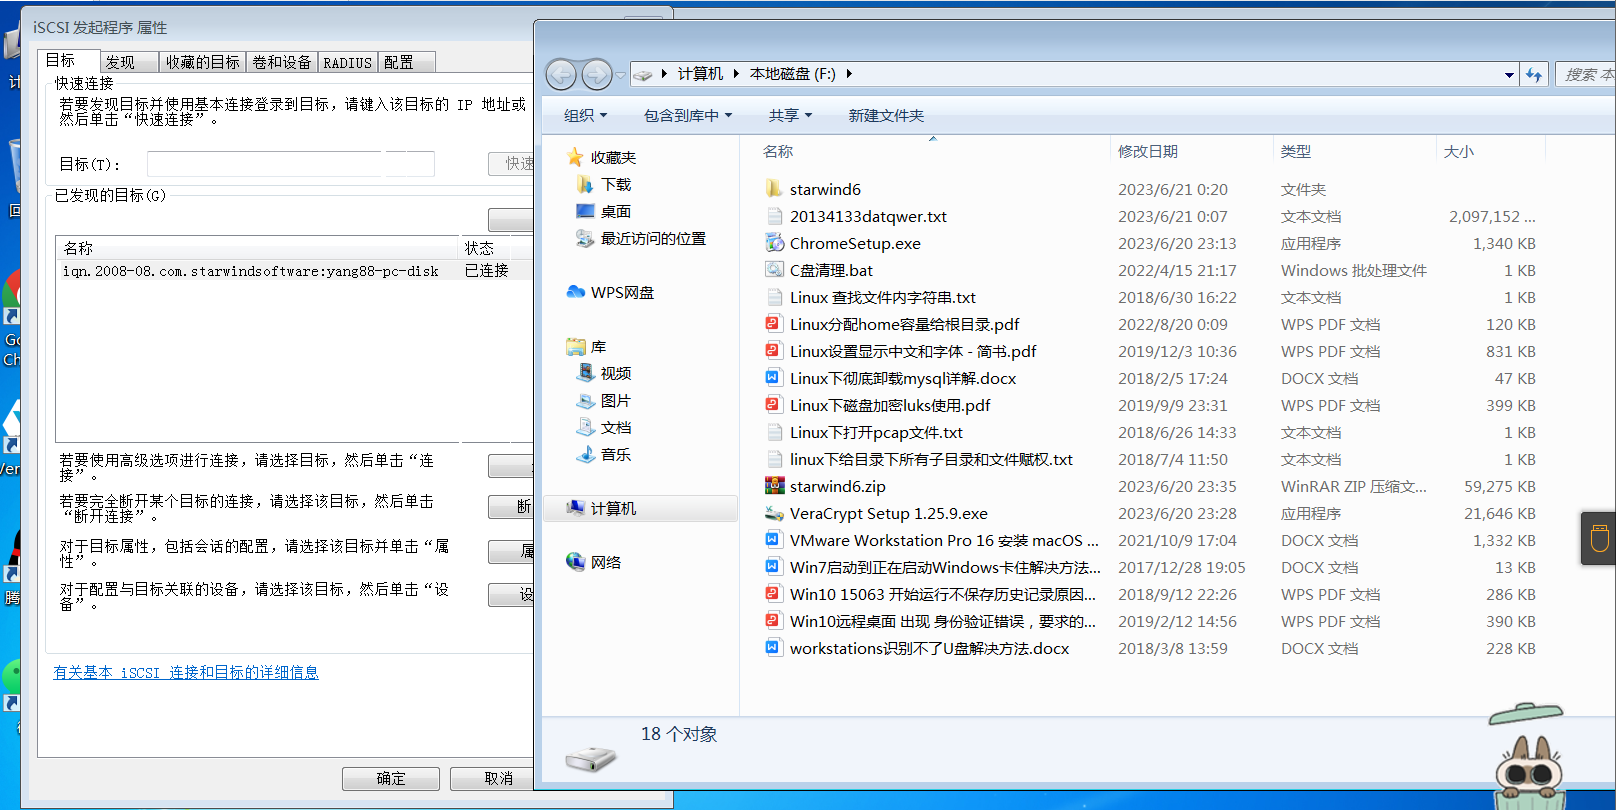 iSCSI 发起程序 属性
目标 发现 收藏的目标 卷和设备 RADIUS 配置
快速连接
若要发现目标并使用基本连接登录到目标，请键入该目标的 IP 地址或
然后单击“快速连接”。
目标(T):
快速
已发现的目标(G)
名称 状态
iqn.2008-08.com.starwindsoftware:yang88-pc-disk 已连接
若要使用高级选项进行连接，请选择目标，然后单击“连
接”。
若要完全断开某个目标的连接，请选择该目标，然后单击
“断开连接”。
断
对于目标属性，包括会话的配置，请选择该目标并单击“属
性”。
属
对于配置与目标关联的设备，请选择该目标，然后单击“设
备”。
设
有关基本 iSCSI 连接和目标的详细信息
确定 取消
计算机 本地磁盘 (F:)
搜索 本
组织 包含到库中 共享 新建文件夹
收藏夹
下载
桌面
最近访问的位置
WPS网盘
库
视频
图片
文档
音乐
计算机
网络
名称 修改日期 类型 大小
starwind6 2023/6/21 0:20 文件夹
20134133datqwer.txt 2023/6/21 0:07 文本文档 2,097,152 ...
ChromeSetup.exe 2023/6/20 23:13 应用程序 1,340 KB
C盘清理.bat 2022/4/15 21:17 Windows 批处理文件 1 KB
Linux 查找文件内字符串.txt 2018/6/30 16:22 文本文档 1 KB
Linux分配home容量给根目录.pdf 2022/8/20 0:09 WPS PDF 文档 120 KB
Linux设置显示中文和字体 - 简书.pdf 2019/12/3 10:36 WPS PDF 文档 831 KB
Linux下彻底卸载mysql详解.docx 2018/2/5 17:24 DOCX 文档 47 KB
Linux下磁盘加密luks使用.pdf 2019/9/9 23:31 WPS PDF 文档 399 KB
Linux下打开pcap文件.txt 2018/6/26 14:33 文本文档 1 KB
linux下给目录下所有子目录和文件赋权.txt 2018/7/4 11:50 文本文档 1 KB
starwind6.zip 2023/6/20 23:35 WinRAR ZIP 压缩文... 59,275 KB
VeraCrypt Setup 1.25.9.exe 2023/6/20 23:28 应用程序 21,646 KB
VMware Workstation Pro 16 安装 macOS ... 2021/10/9 17:04 DOCX 文档 1,332 KB
Win7启动到正在启动Windows卡住解决方法... 2017/12/28 19:05 DOCX 文档 13 KB
Win10 15063 开始运行不保存历史记录原因... 2018/9/12 22:26 WPS PDF 文档 286 KB
Win10远程桌面 出现 身份验证错误，要求的... 2019/2/12 14:56 WPS PDF 文档 390 KB
workstations识别不了U盘解决方法.docx 2018/3/8 13:59 DOCX 文档 228 KB
18 个对象
计
回
Go
Ch
Ver
腾